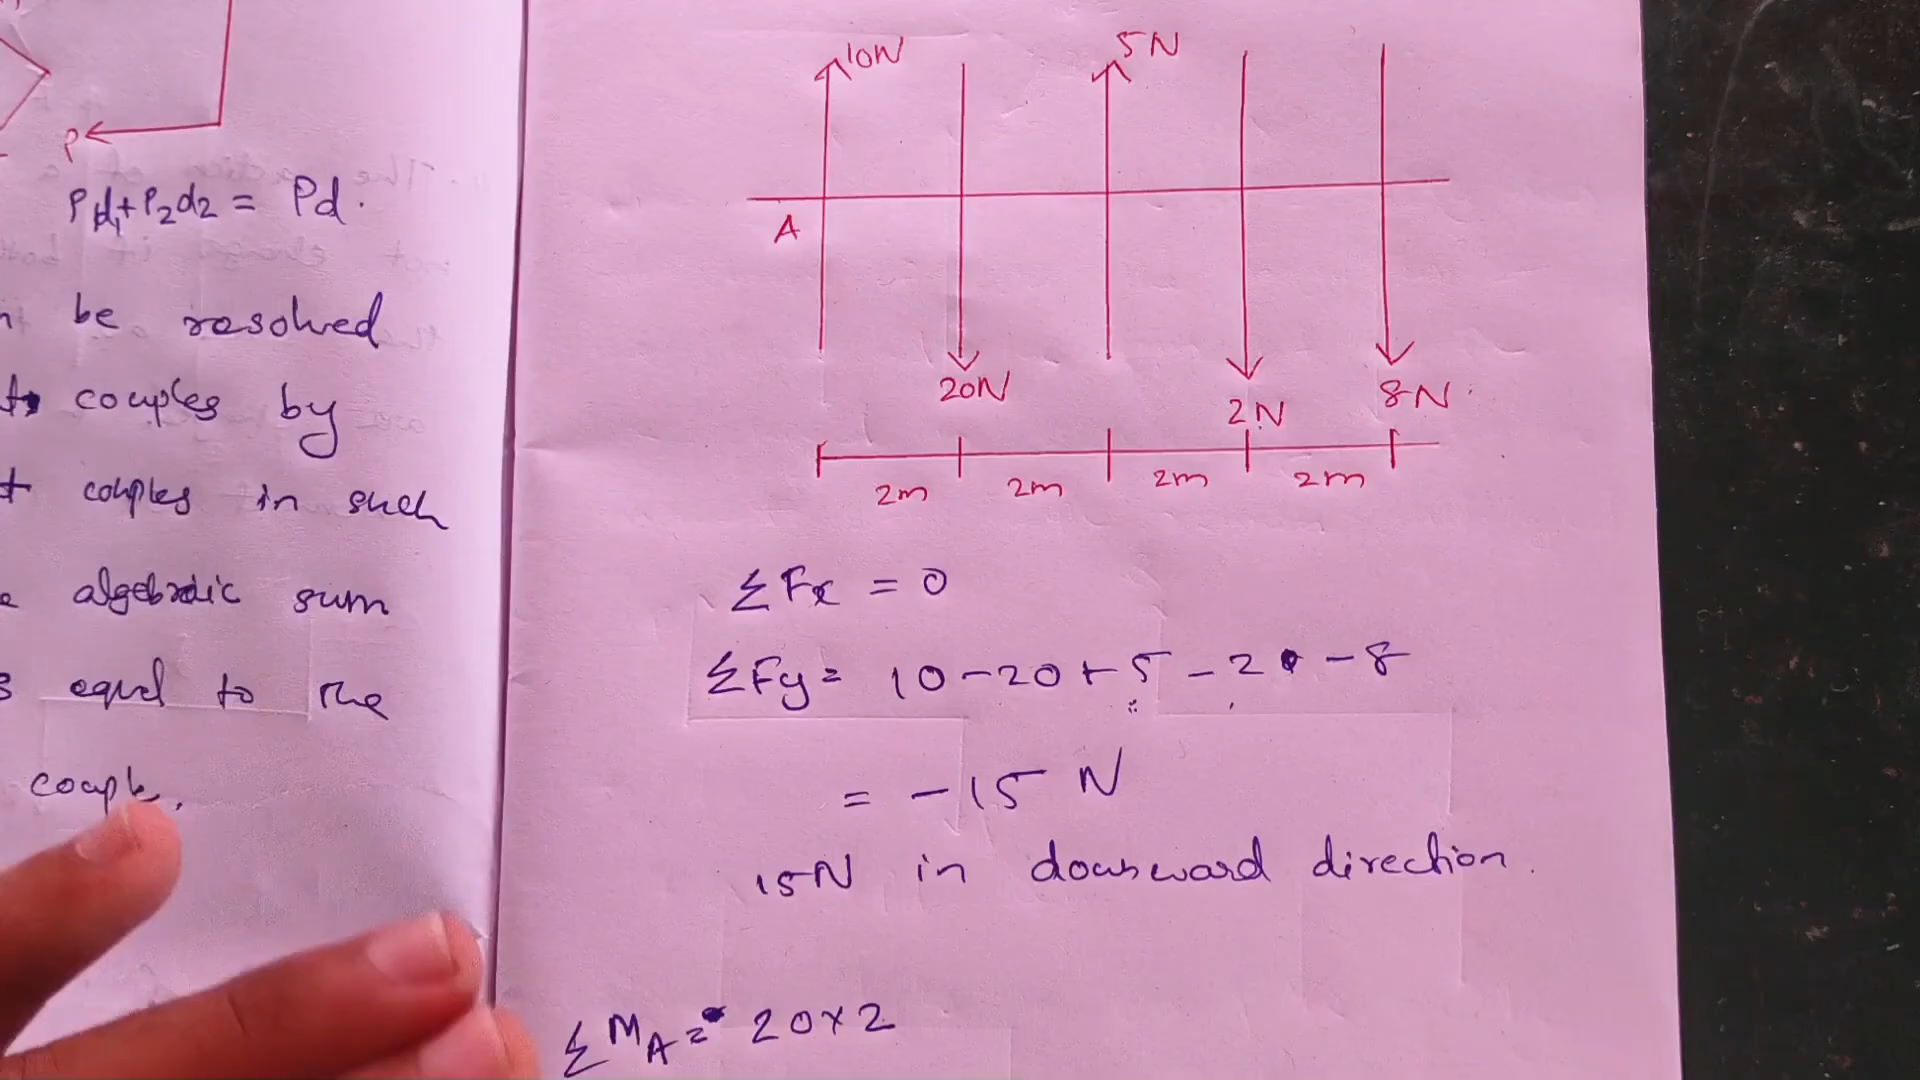 P
P₁d₁+P₂d₂ = Pd.
be resolved
couples by
couples in such
algebraic sum
equal to the
couple.
10N
5N
A
20N
2N
8N.
2m 2m 2m 2m
ΣFx = 0
ΣFy = 10-20+5-2-8
= -15 N
15N in downward direction.
ΣMA = 20x2